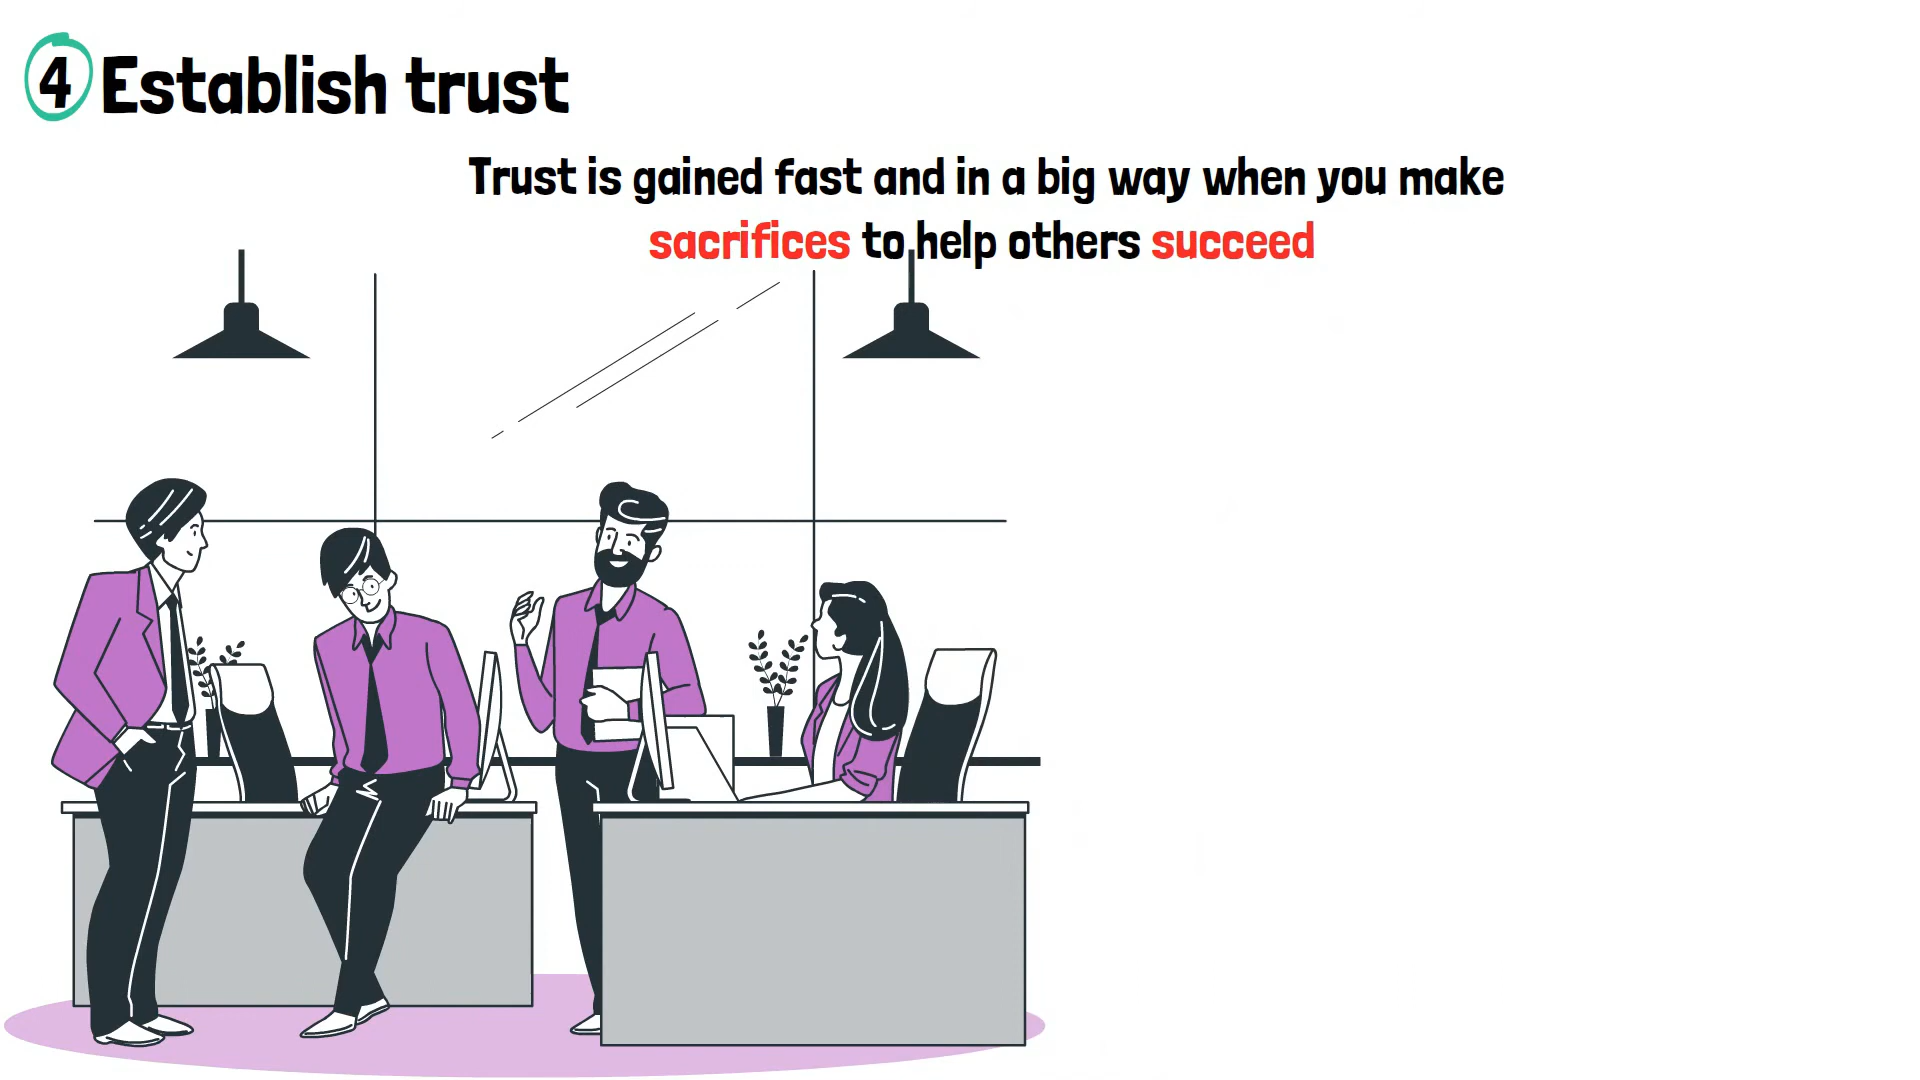 4 Establish trust
Trust is gained fast and in a big way when you make
sacrifices to help others succeed